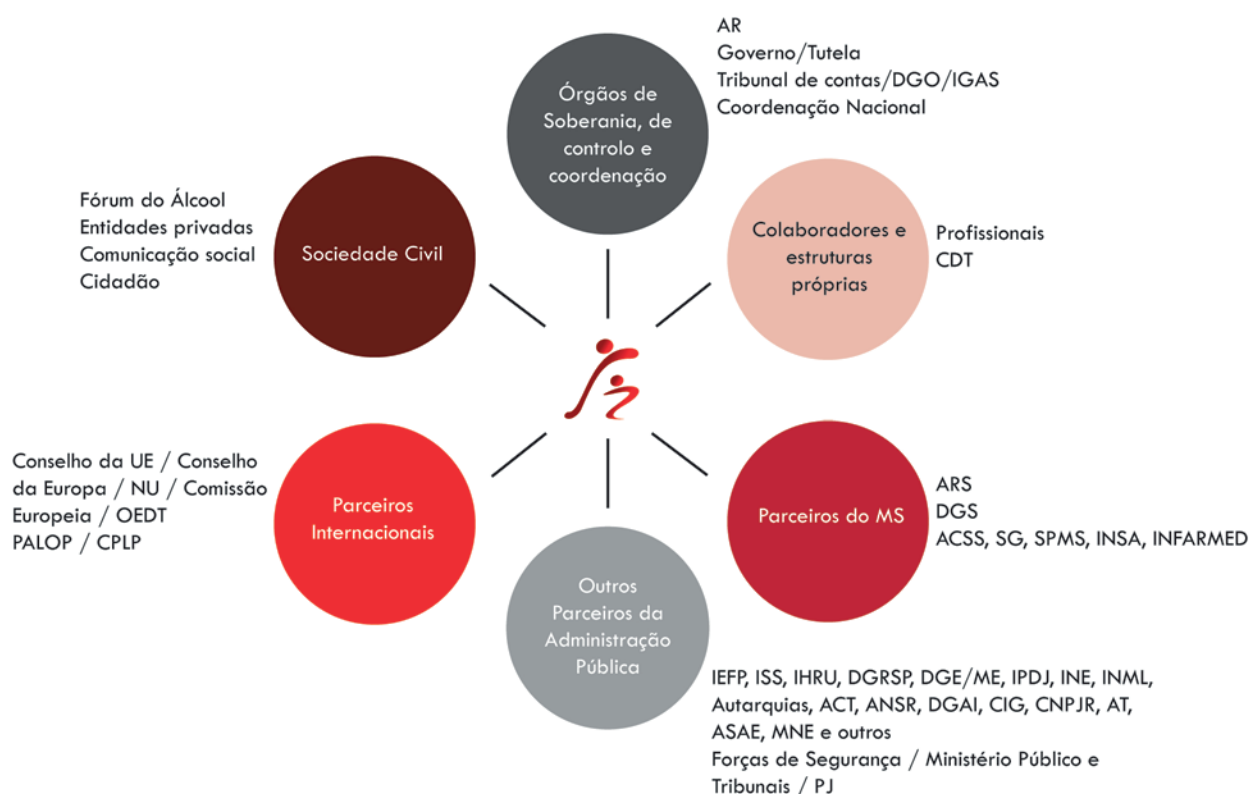 AR
Governo/Tutela
Tribunal de contas/DGO/IGAS
Coordenação Nacional
Órgãos de
Soberania, de
controlo e
coordenação
Fórum do Álcool
Entidades privadas
Comunicação social
Cidadão
Sociedade Civil
Colaboradores e
estruturas
próprias
Profissionais
CDT
Conselho da UE / Conselho
da Europa / NU / Comissão
Europeia / OEDT
PALOP / CPLP
Parceiros
Internacionais
Parceiros do MS
ARS
DGS
ACSS, SG, SPMS, INSA, INFARMED
Outros
Parceiros da
Administração
Pública
IEFP, ISS, IHRU, DGRSP, DGE/ME, IPDJ, INE, INML,
Autarquias, ACT, ANSR, DGAI, CIG, CNPJR, AT,
ASAE, MNE e outros
Forças de Segurança / Ministério Público e
Tribunais / PJ